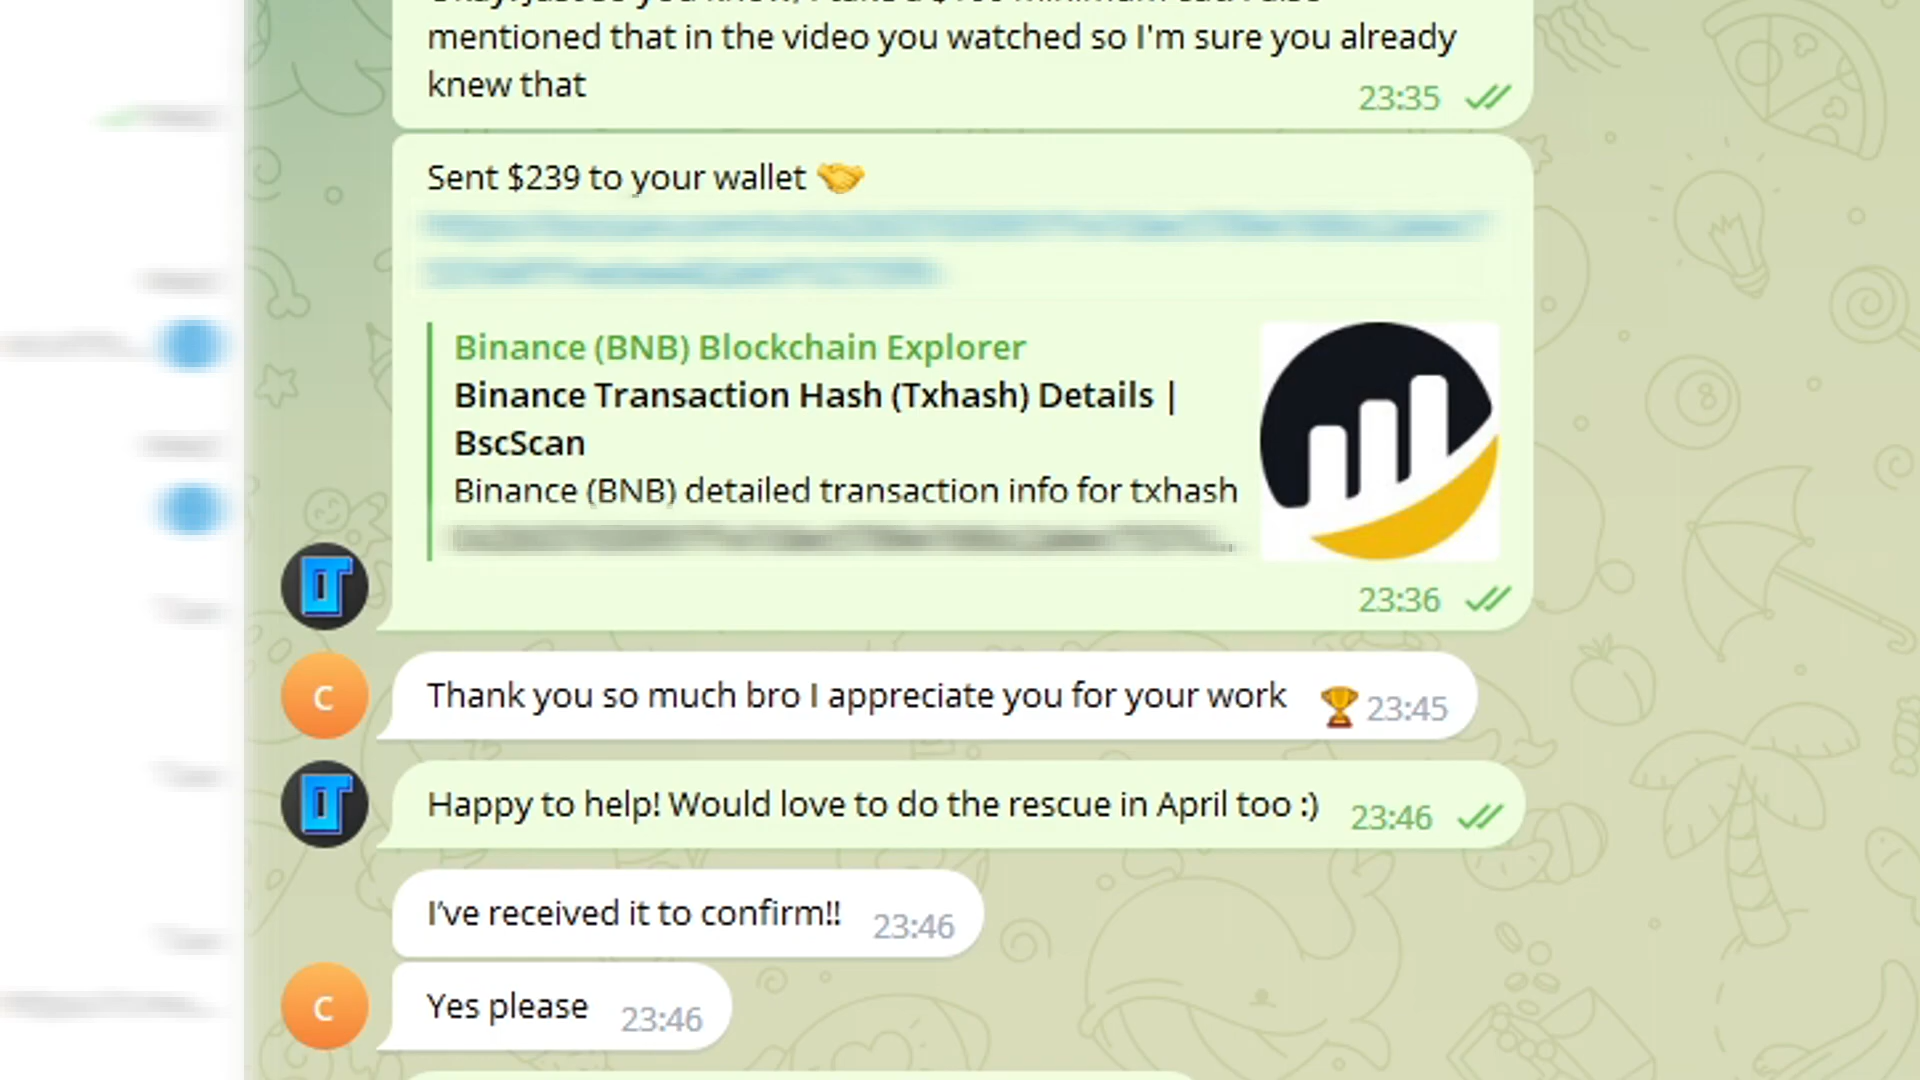 mentioned that in the video you watched so I'm sure you already
knew that
23:35
Sent $239 to your wallet 🤝
Binance (BNB) Blockchain Explorer
Binance Transaction Hash (Txhash) Details |
BscScan
Binance (BNB) detailed transaction info for txhash
23:36
C
Thank you so much bro I appreciate you for your work 🏆 23:45
Happy to help! Would love to do the rescue in April too :) 23:46
I've received it to confirm!! 23:46
C
Yes please 23:46